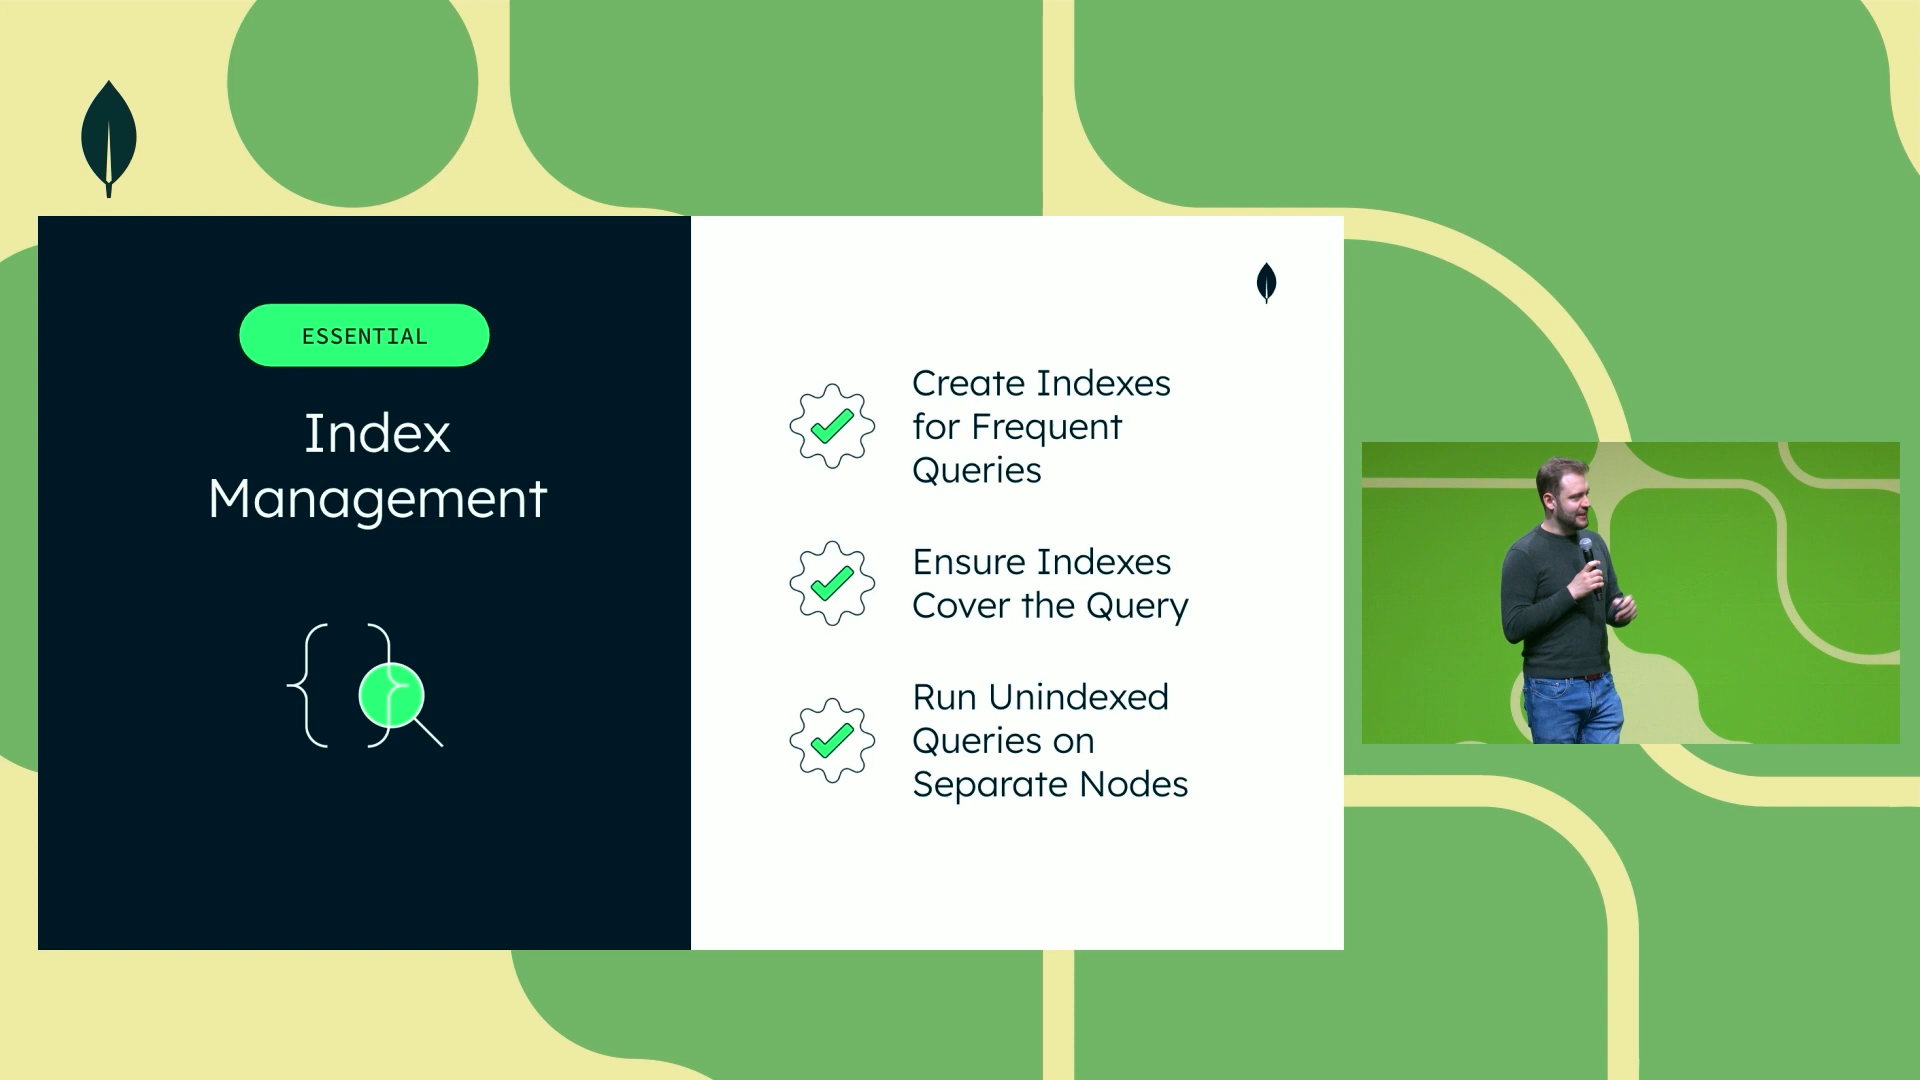 ESSENTIAL
Index
Management
Create Indexes
for Frequent
Queries
Ensure Indexes
Cover the Query
Run Unindexed
Queries on
Separate Nodes